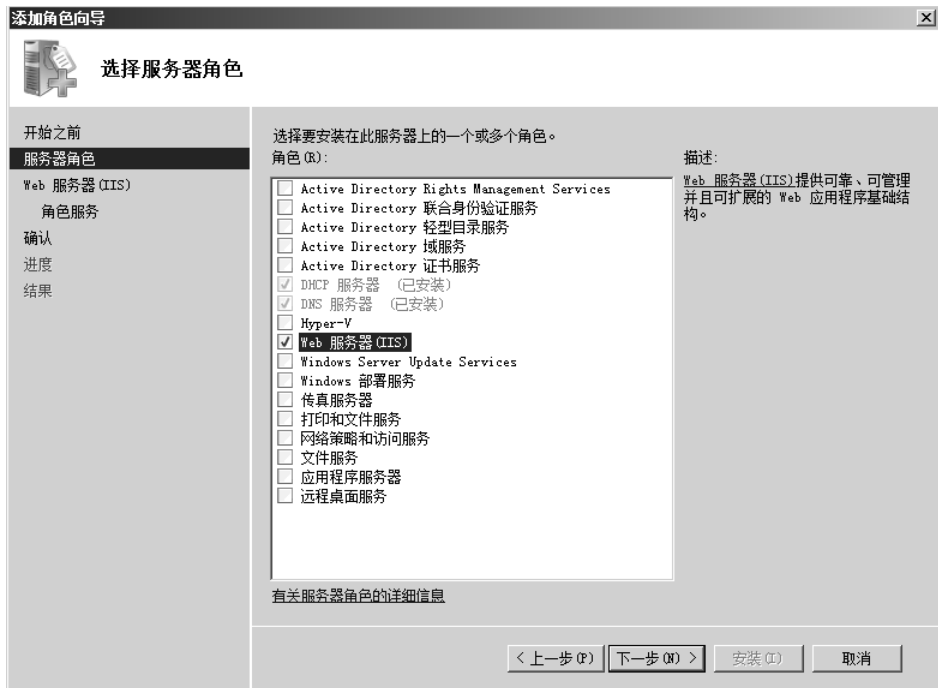 添加角色向导
选择服务器角色
开始之前
服务器角色
Web 服务器(IIS)
角色服务
确认
进度
结果
选择要安装在此服务器上的一个或多个角色。
角色(R):
Active Directory Rights Management Services
Active Directory 联合身份验证服务
Active Directory 轻型目录服务
Active Directory 域服务
Active Directory 证书服务
DHCP 服务器 （已安装）
DNS 服务器 （已安装）
Hyper-V
Web 服务器(IIS)
Windows Server Update Services
Windows 部署服务
传真服务器
打印和文件服务
网络策略和访问服务
文件服务
应用程序服务器
远程桌面服务
有关服务器角色的详细信息
描述:
Web 服务器(IIS)提供可靠、可管理
并且可扩展的 Web 应用程序基础结
构。
< 上一步(P)
下一步(N) >
安装(I)
取消